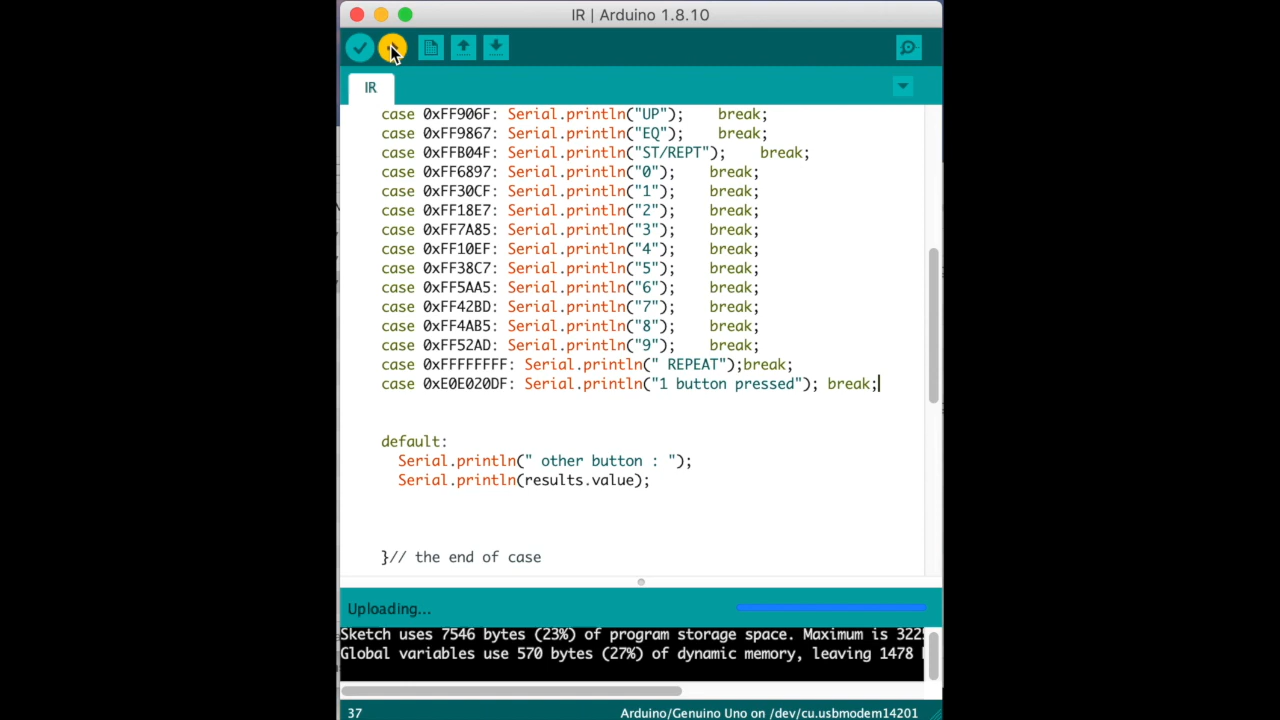 IR | Arduino 1.8.10
IR
case 0xFF906F: Serial.println("UP");    break;
case 0xFF9867: Serial.println("EQ");    break;
case 0xFFB04F: Serial.println("ST/REPT");    break;
case 0xFF6897: Serial.println("0");    break;
case 0xFF30CF: Serial.println("1");    break;
case 0xFF18E7: Serial.println("2");    break;
case 0xFF7A85: Serial.println("3");    break;
case 0xFF10EF: Serial.println("4");    break;
case 0xFF38C7: Serial.println("5");    break;
case 0xFF5AA5: Serial.println("6");    break;
case 0xFF42BD: Serial.println("7");    break;
case 0xFF4AB5: Serial.println("8");    break;
case 0xFF52AD: Serial.println("9");    break;
case 0xFFFFFFFF: Serial.println(" REPEAT");break;
case 0xE0E020DF: Serial.println("1 button pressed"); break;
default:
Serial.println(" other button : ");
Serial.println(results.value);
}// the end of case
Uploading...
Sketch uses 7546 bytes (23%) of program storage space. Maximum is 322
Global variables use 570 bytes (27%) of dynamic memory, leaving 1478
37
Arduino/Genuino Uno on /dev/cu.usbmodem14201